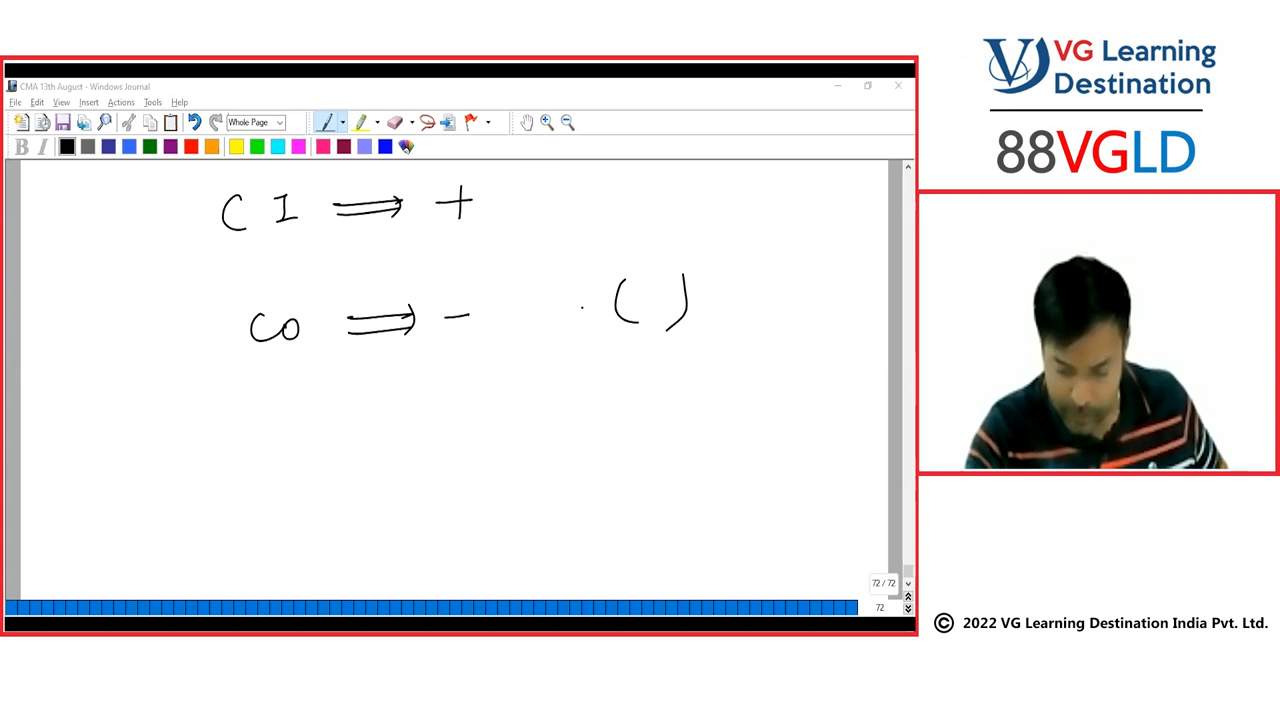 CMA 13th August - Windows Journal
File Edit View Insert Actions Tools Help
Whole Page
B I
C I ⟹ +
CO ⟹ - . ( )
72 / 72
72
VG Learning
Destination
88VGLD
© 2022 VG Learning Destination India Pvt. Ltd.